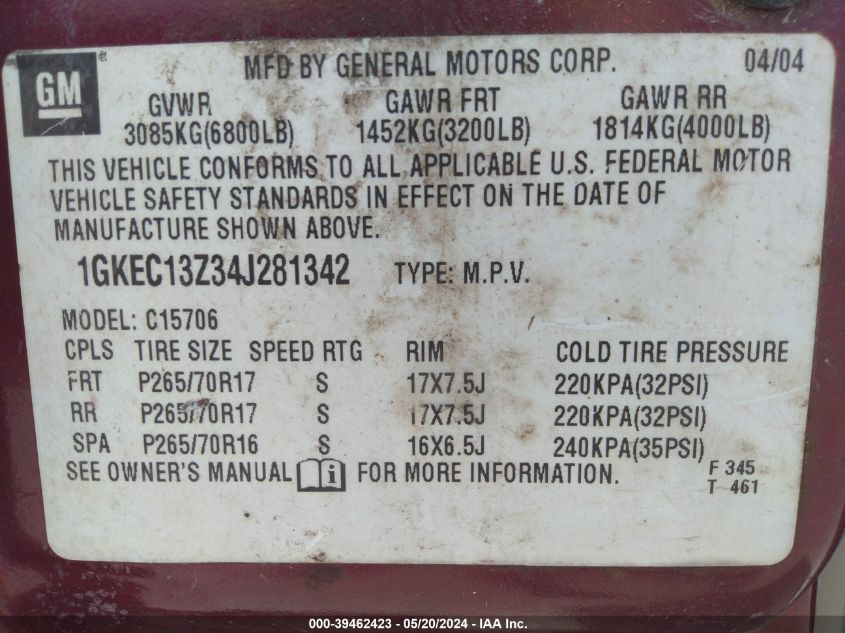 GM ® MFD BY GENERAL MOTORS CORP. 04/04
GVWR GAWR FRT GAWR RR
3085KG(6800LB) 1452KG(3200LB) 1814KG(4000LB)
THIS VEHICLE CONFORMS TO ALL APPLICABLE U.S. FEDERAL MOTOR
VEHICLE SAFETY STANDARDS IN EFFECT ON THE DATE OF
MANUFACTURE SHOWN ABOVE.
1GKEC13Z34J281342 TYPE: M.P.V.
MODEL: C15706
CPLS TIRE SIZE SPEED RTG RIM COLD TIRE PRESSURE
FRT P265/70R17 S 17X7.5J 220KPA(32PSI)
RR P265/70R17 S 17X7.5J 220KPA(32PSI)
SPA P265/70R16 S 16X6.5J 240KPA(35PSI)
SEE OWNER'S MANUAL i FOR MORE INFORMATION. F 345
T 461
000-39462423 - 05/20/2024 - IAA Inc.